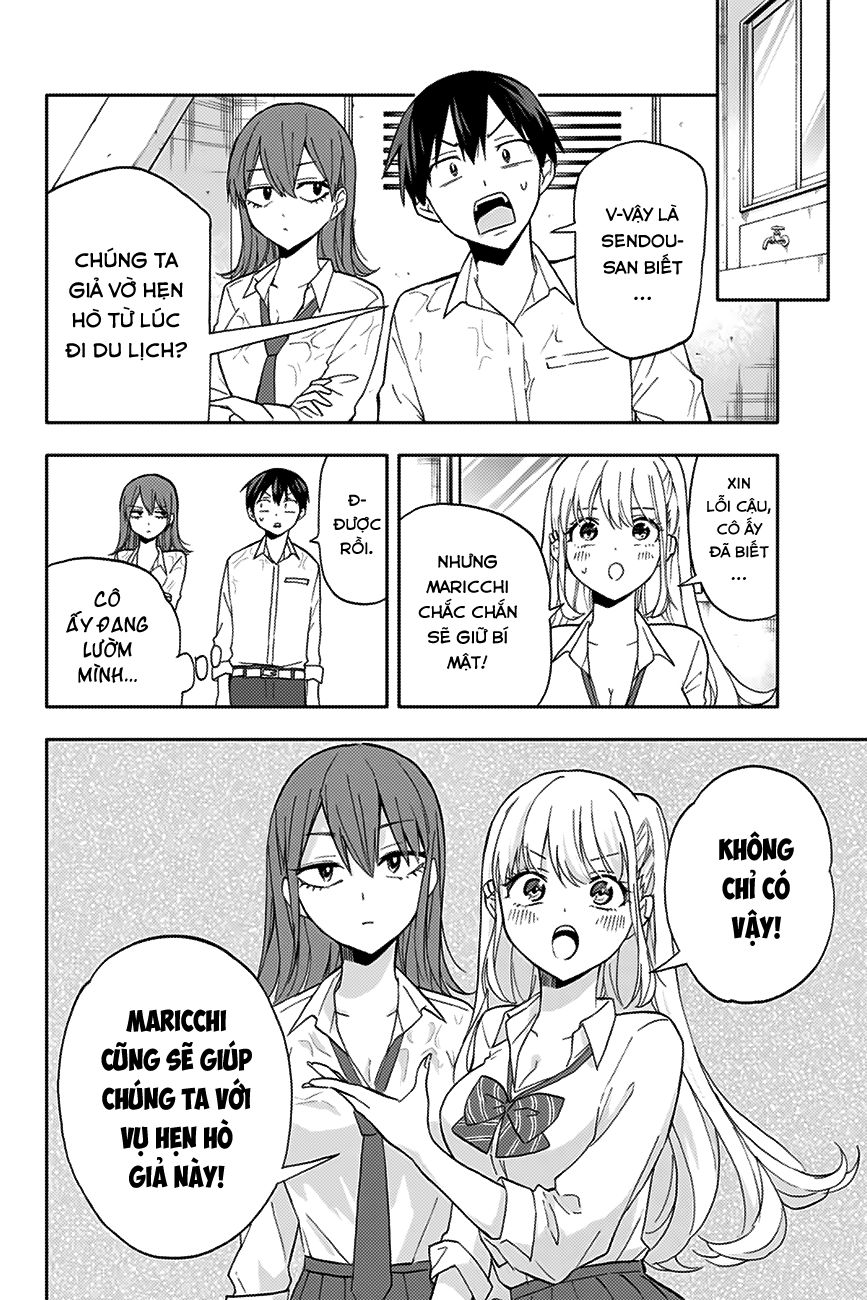 V-VẬY LÀ
SENDOU-
SAN BIẾT
...
CHÚNG TA
GIẢ VỜ HẸN
HÒ TỪ LÚC
ĐI DU LỊCH?
XIN
LỖI CẬU,
CÔ ẤY
ĐÃ BIẾT
...
NHƯNG
MARICCHI
CHẮC CHẮN
SẼ GIỮ BÍ
MẬT!
Đ-
ĐƯỢC
RỒI.
CÔ
ẤY ĐANG
LƯỜM
MÌNH...
KHÔNG
CHỈ CÓ
VẬY!
MARICCHI
CŨNG SẼ GIÚP
CHÚNG TA VỚI
VỤ HẸN HÒ
GIẢ NÀY!